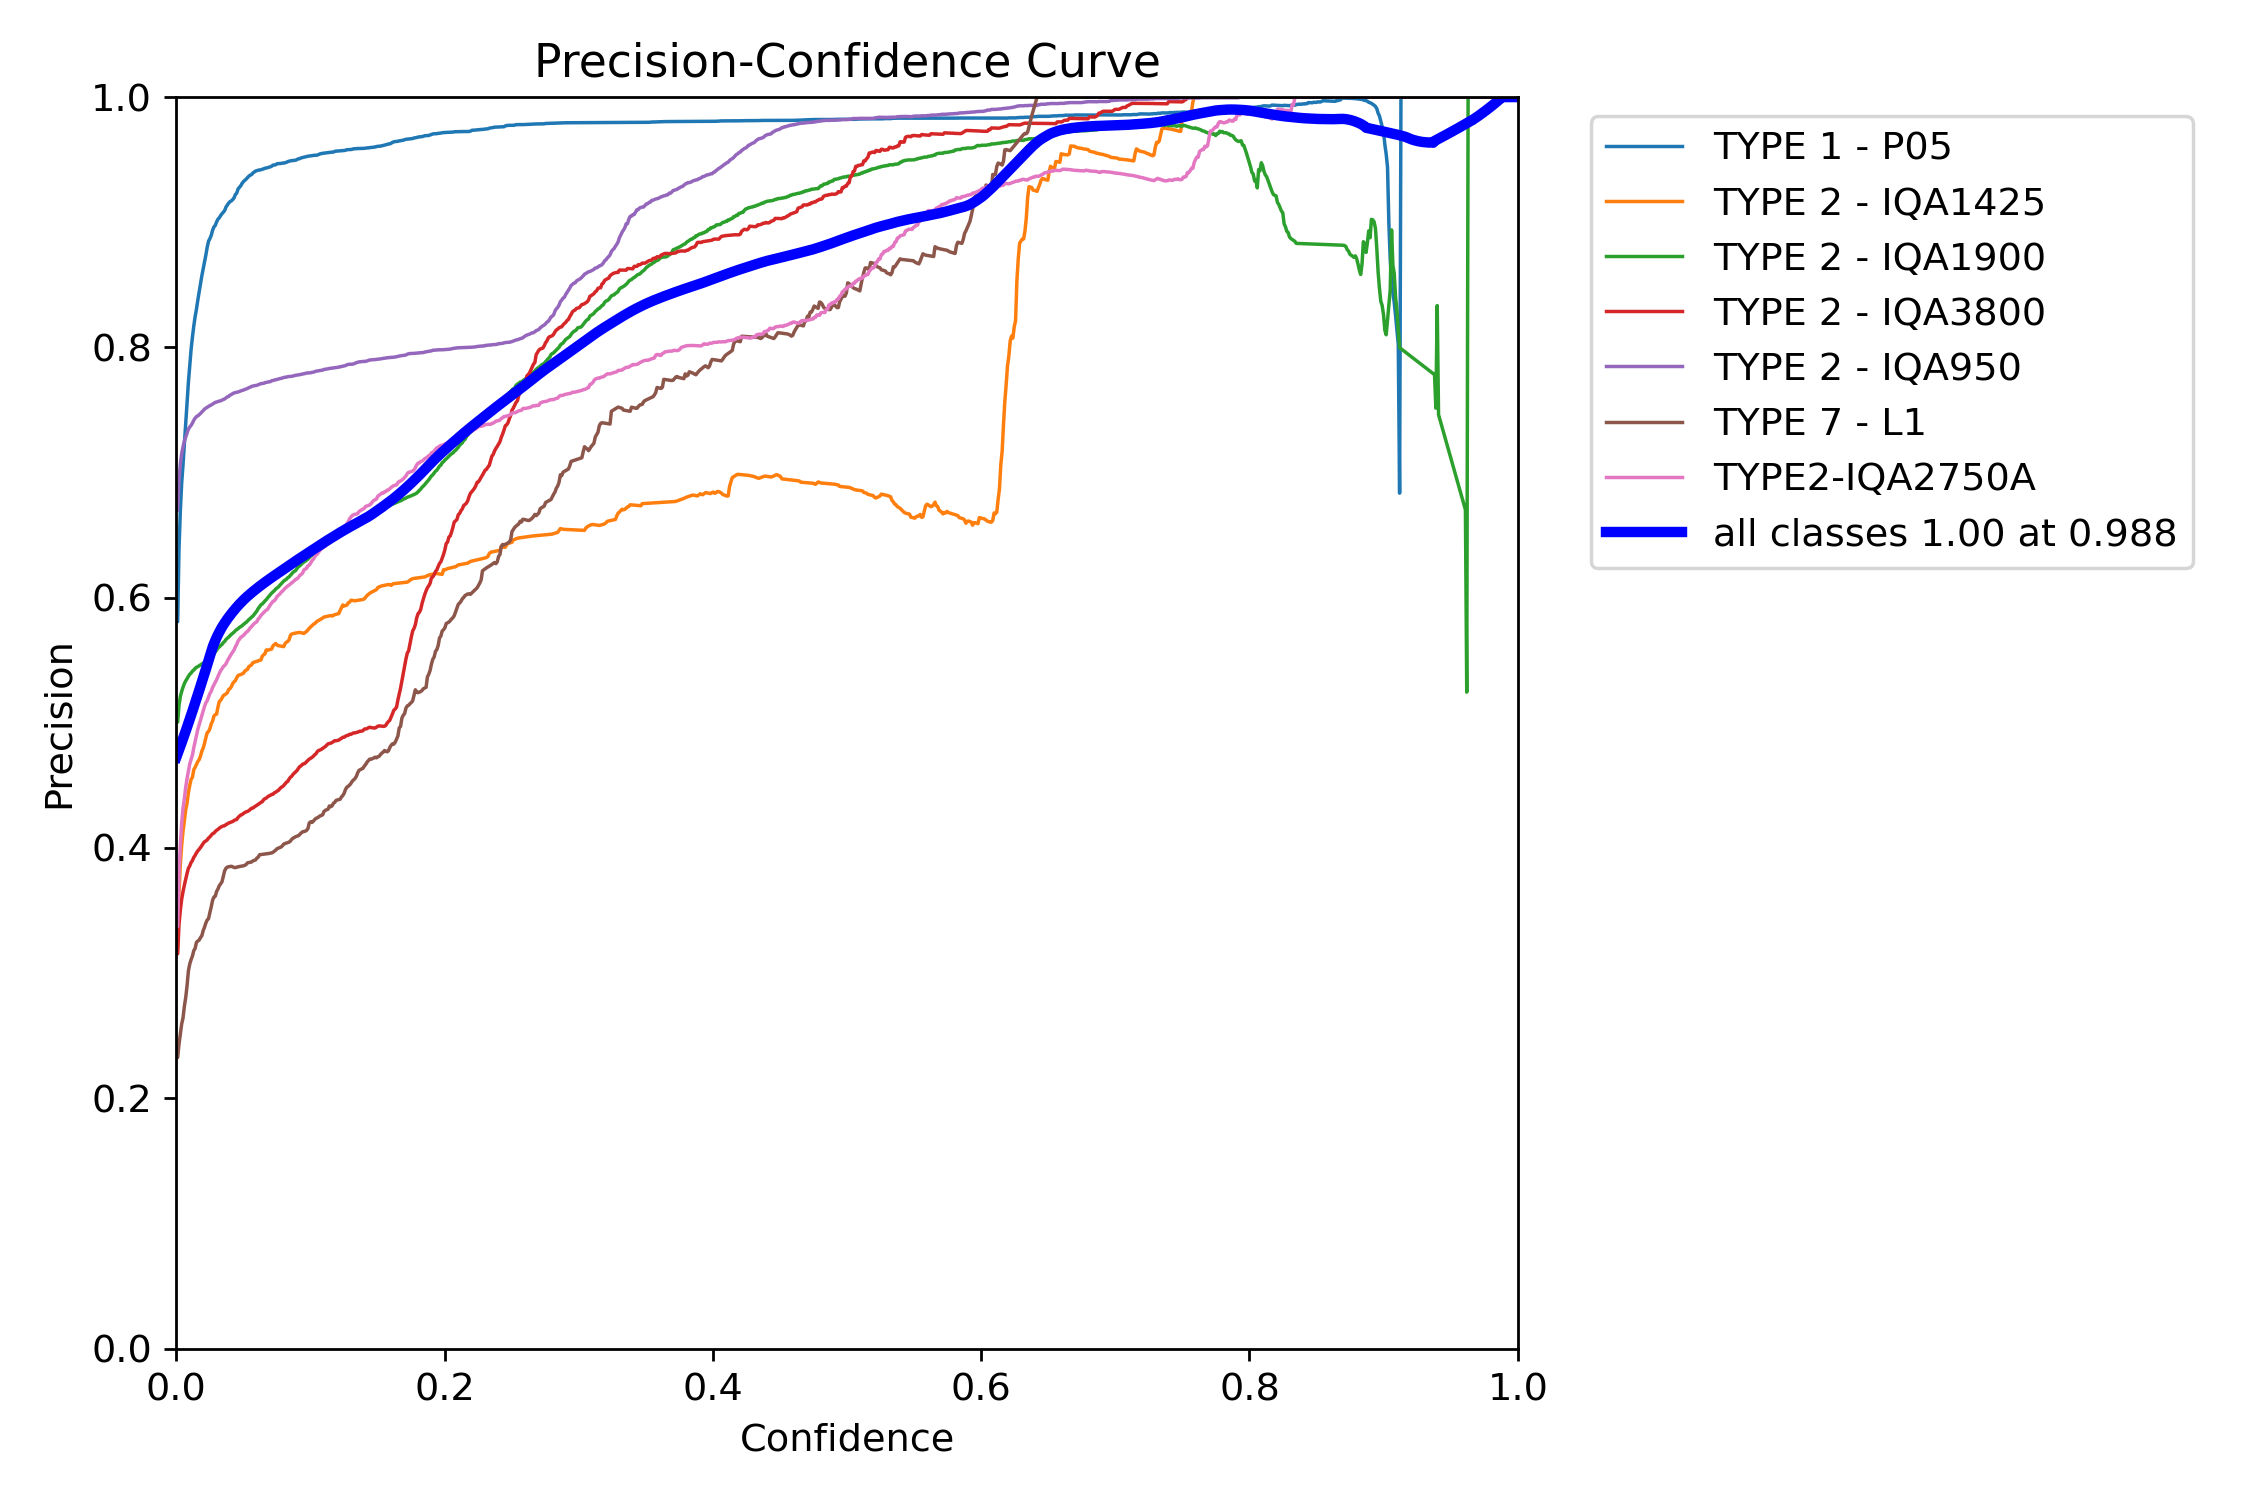 Precision-Confidence Curve
1.0
0.8
0.6
0.4
0.2
0.0
Precision
0.0 0.2 0.4 0.6 0.8 1.0
Confidence
TYPE 1 - P05
TYPE 2 - IQA1425
TYPE 2 - IQA1900
TYPE 2 - IQA3800
TYPE 2 - IQA950
TYPE 7 - L1
TYPE2-IQA2750A
all classes 1.00 at 0.988